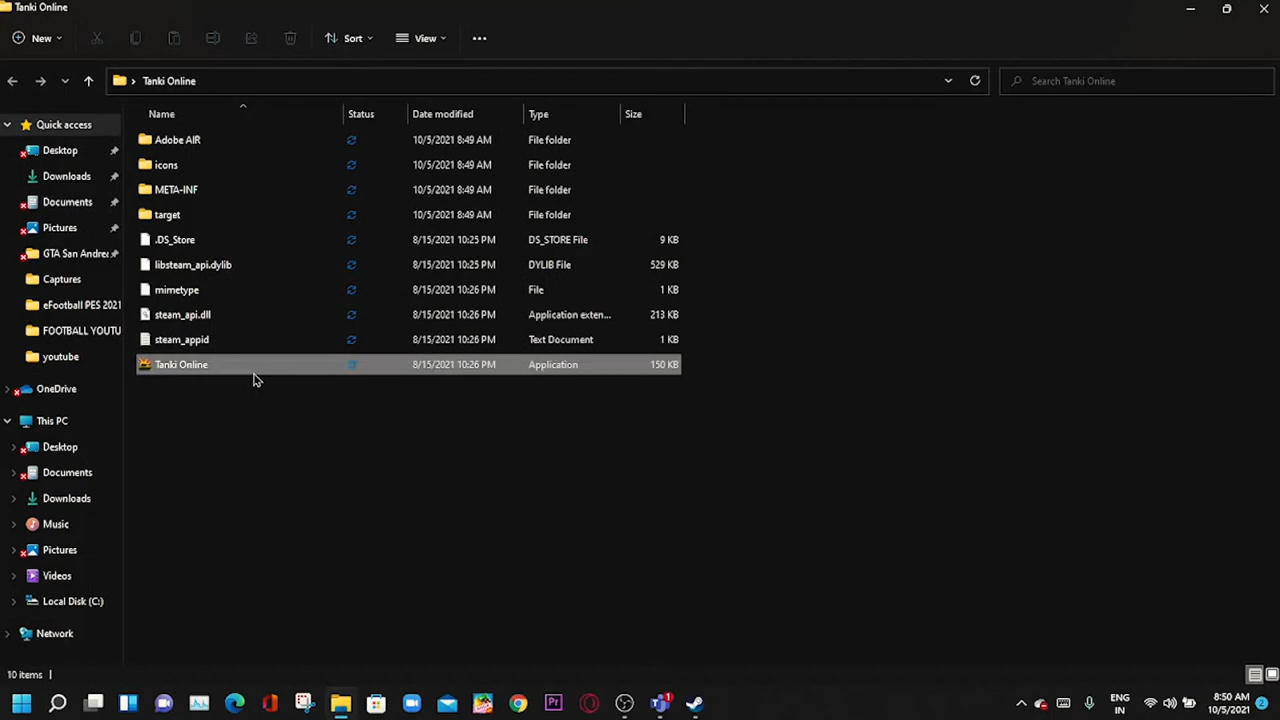 Tanki Online
New
Sort
View
Tanki Online
Search Tanki Online
Name
Status
Date modified
Type
Size
Quick access
Desktop
Downloads
Documents
Pictures
GTA San Andrea
Captures
eFootball PES 2021
FOOTBALL YOUTU
youtube
OneDrive
This PC
Desktop
Documents
Downloads
Music
Pictures
Videos
Local Disk (C:)
Network
Adobe AIR 10/5/2021 8:49 AM File folder
icons 10/5/2021 8:49 AM File folder
META-INF 10/5/2021 8:49 AM File folder
target 10/5/2021 8:49 AM File folder
.DS_Store 8/15/2021 10:25 PM DS_STORE File 9 KB
libsteam_api.dylib 8/15/2021 10:25 PM DYLIB File 529 KB
mimetype 8/15/2021 10:26 PM File 1 KB
steam_api.dll 8/15/2021 10:26 PM Application exten... 213 KB
steam_appid 8/15/2021 10:26 PM Text Document 1 KB
Tanki Online 8/15/2021 10:26 PM Application 150 KB
10 items
Pr
1
ENG
IN
8:50 AM
10/5/2021
2